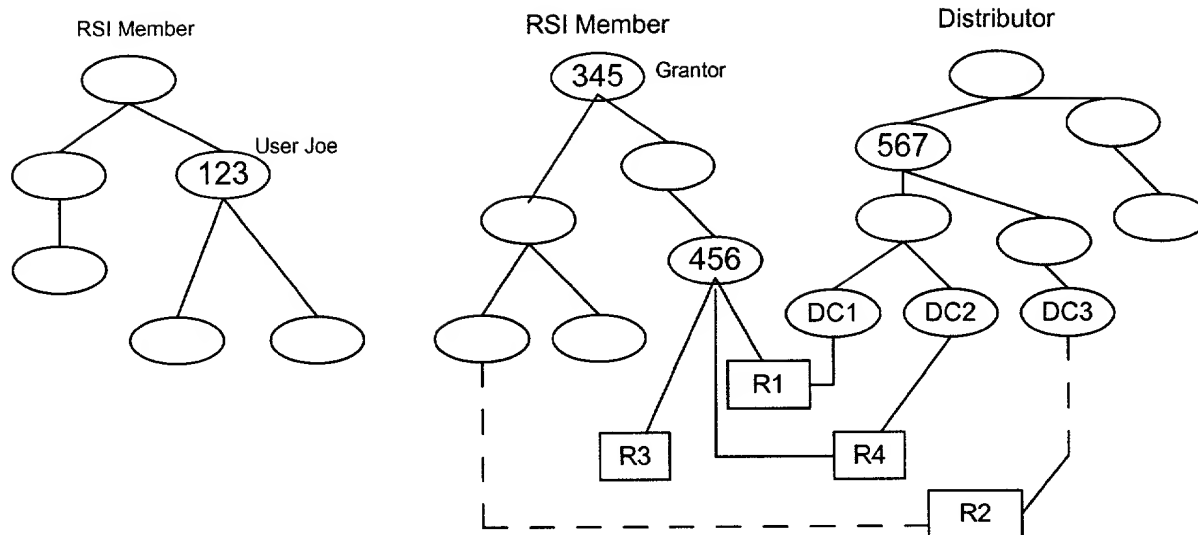 RSI Member
RSI Member
Distributor
345
Grantor
User Joe
123
567
456
DC1
DC2
DC3
R1
R3
R4
R2